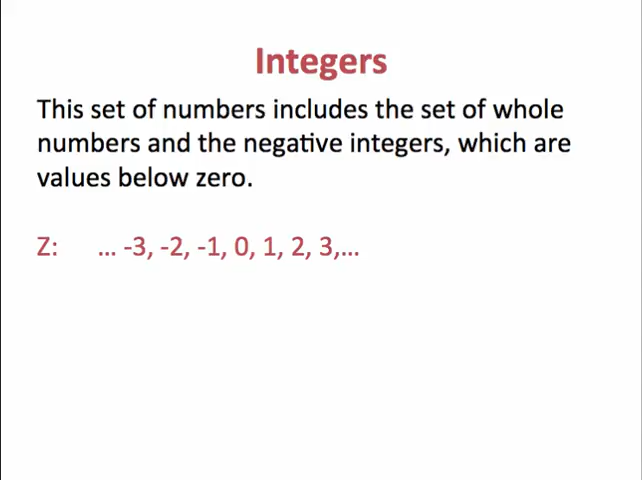 Integers
This set of numbers includes the set of whole
numbers and the negative integers, which are
values below zero.
Z: ... -3, -2, -1, 0, 1, 2, 3,...